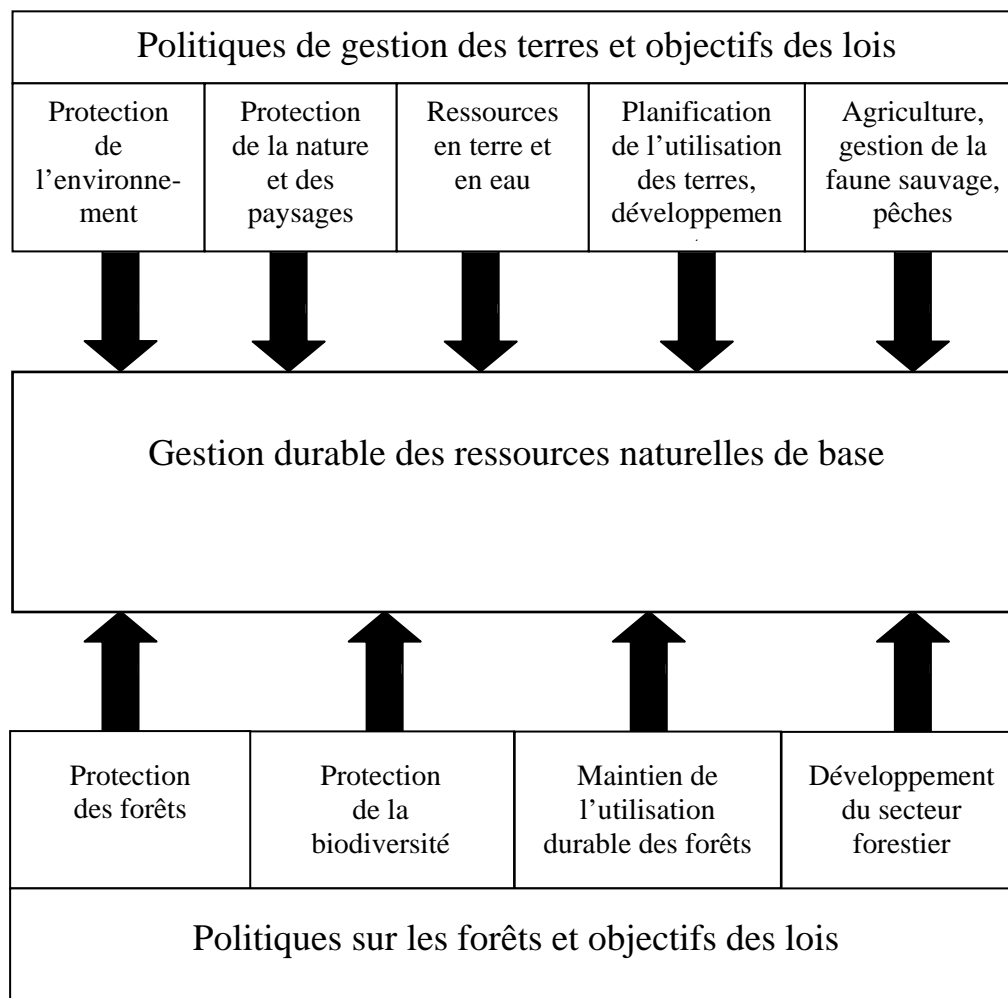 Politiques de gestion des terres et objectifs des lois
Protection
de
l’environne-
ment
Protection
de la nature
et des
paysages
Ressources
en terre et
en eau
Planification
de l’utilisation
des terres,
développemen
Agriculture,
gestion de la
faune sauvage,
pêches
Gestion durable des ressources naturelles de base
Protection
des forêts
Protection
de la
biodiversité
Maintien de
l’utilisation
durable des forêts
Développement
du secteur
forestier
Politiques sur les forêts et objectifs des lois